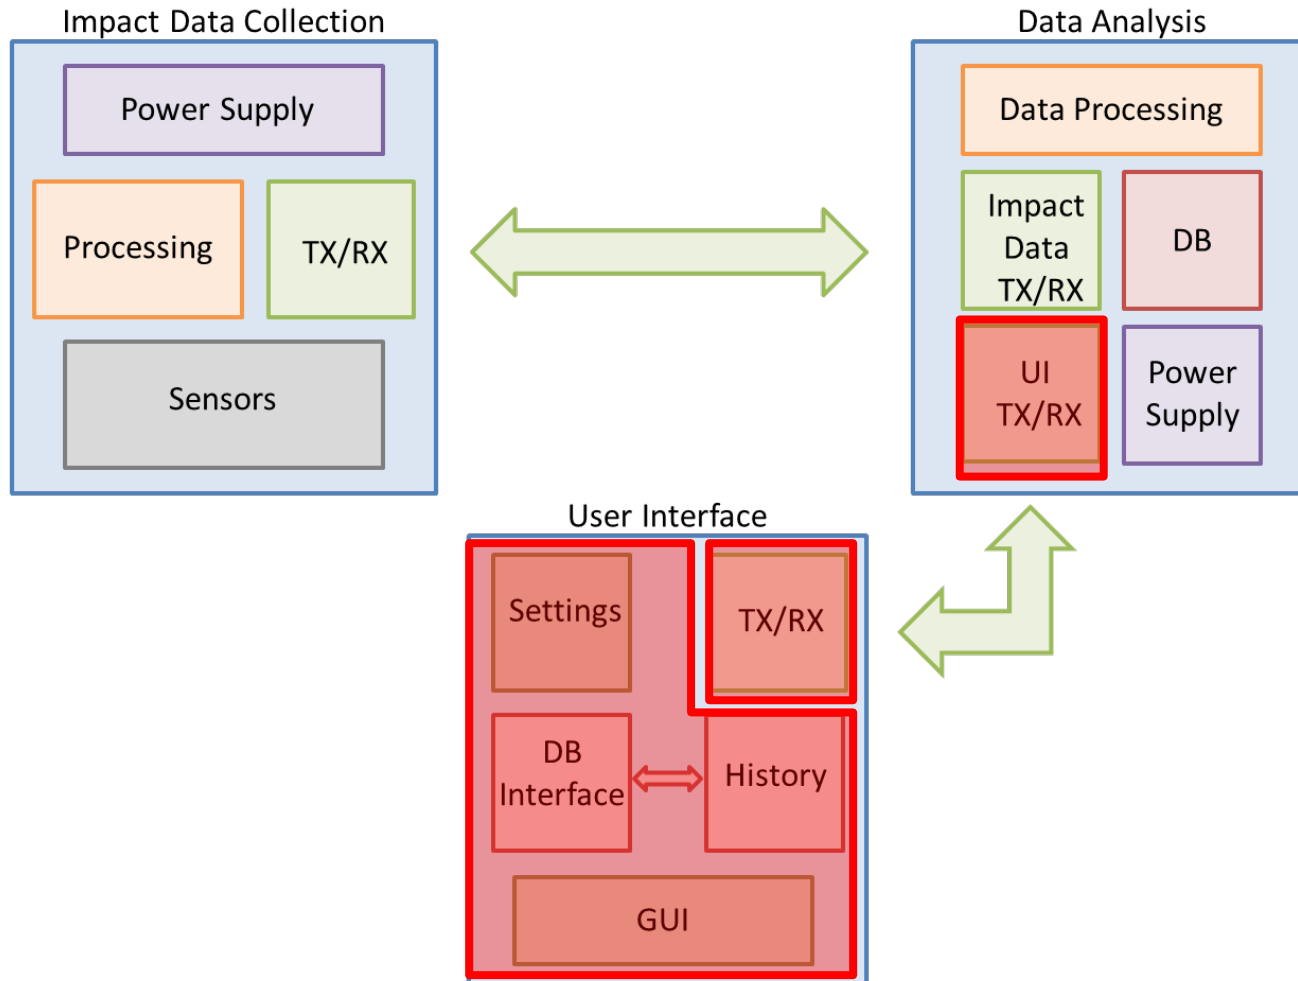 Impact Data Collection
Power Supply
Processing
TX/RX
Sensors
Data Analysis
Data Processing
Impact
Data
TX/RX
DB
UI
TX/RX
Power
Supply
User Interface
Settings
TX/RX
DB
Interface
History
GUI